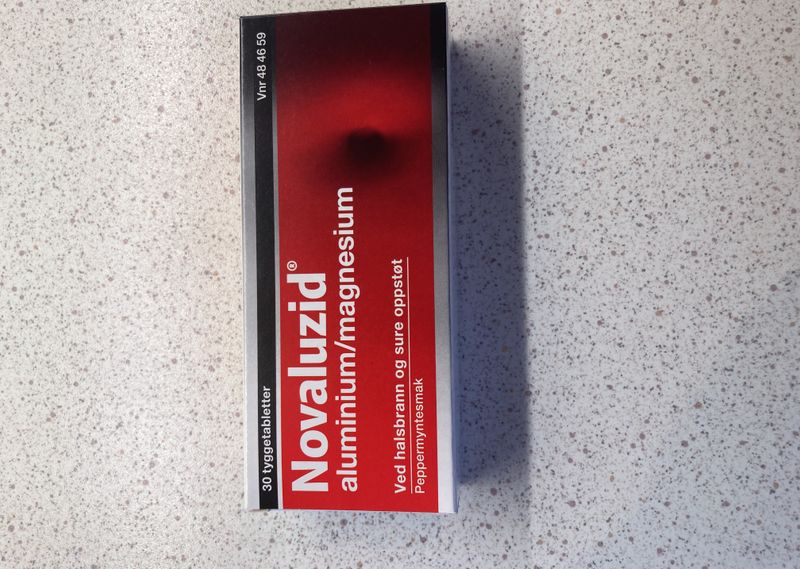 30 tyggetabletter
Vnr 48 46 59
Novaluzid®
aluminium/magnesium
Ved halsbrann og sure oppstøt
Peppermyntesmak